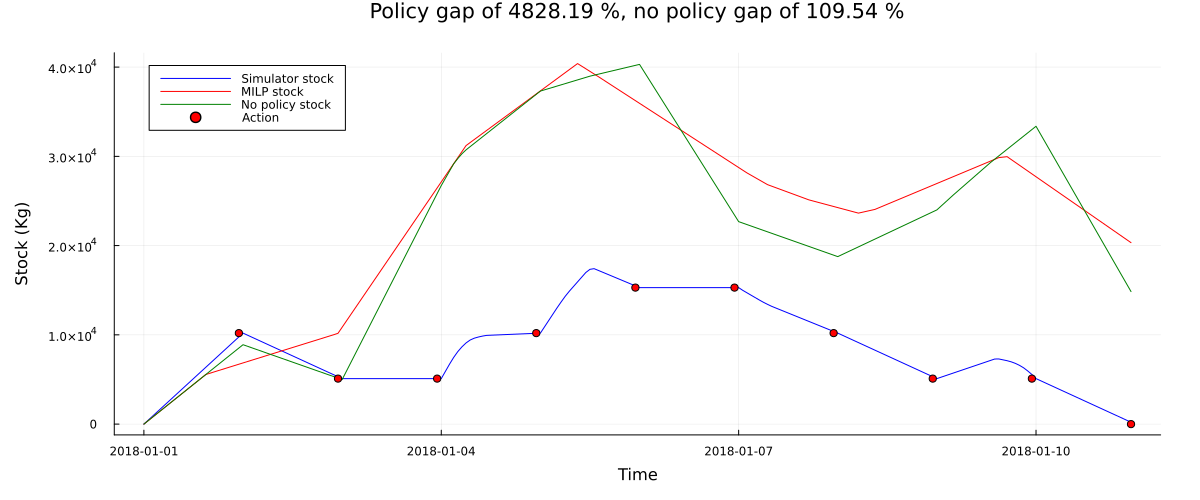 Policy gap of 4828.19 %, no policy gap of 109.54 %
Simulator stock
MILP stock
No policy stock
Action
4.0×10⁴
3.0×10⁴
2.0×10⁴
1.0×10⁴
0
Stock (Kg)
2018-01-01 2018-01-04 2018-01-07 2018-01-10
Time